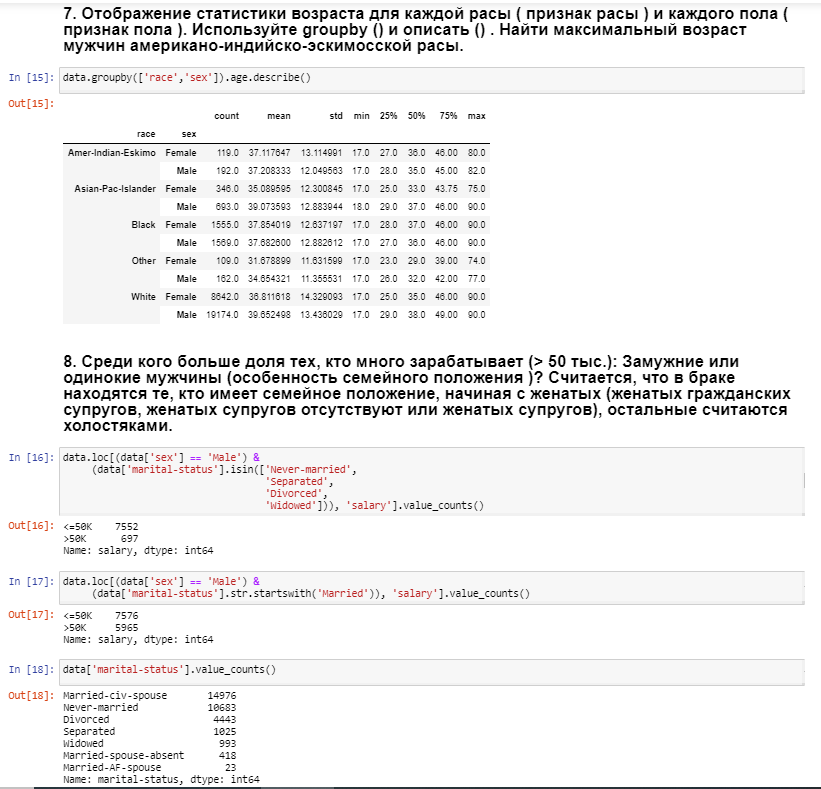 7. Отображение статистики возраста для каждой расы ( признак расы ) и каждого пола (
признак пола ). Используйте groupby () и описать () . Найти максимальный возраст
мужчин американо-индийско-эскимосской расы.
In [15]: data.groupby(['race','sex']).age.describe()
Out[15]:
count mean std min 25% 50% 75% max
race sex
Amer-Indian-Eskimo Female 119.0 37.117647 13.114991 17.0 27.0 36.0 46.00 80.0
Male 192.0 37.208333 12.049563 17.0 28.0 35.0 45.00 82.0
Asian-Pac-Islander Female 346.0 35.089595 12.300845 17.0 25.0 33.0 43.75 75.0
Male 693.0 39.073593 12.883944 18.0 29.0 37.0 46.00 90.0
Black Female 1555.0 37.854019 12.637197 17.0 28.0 37.0 46.00 90.0
Male 1569.0 37.682600 12.882612 17.0 27.0 36.0 46.00 90.0
Other Female 109.0 31.678899 11.631599 17.0 23.0 29.0 39.00 74.0
Male 162.0 34.654321 11.355531 17.0 26.0 32.0 42.00 77.0
White Female 8642.0 36.811618 14.329093 17.0 25.0 35.0 46.00 90.0
Male 19174.0 39.652498 13.436029 17.0 29.0 38.0 49.00 90.0
8. Среди кого больше доля тех, кто много зарабатывает (> 50 тыс.): Замужние или
одинокие мужчины (особенность семейного положения )? Считается, что в браке
находятся те, кто имеет семейное положение, начиная с женатых (женатых гражданских
супругов, женатых супругов отсутствуют или женатых супругов), остальные считаются
холостяками.
In [16]: data.loc[(data['sex'] == 'Male') &
(data['marital-status'].isin(['Never-married',
'Separated',
'Divorced',
'Widowed'])), 'salary'].value_counts()
Out[16]: <=50K 7552
>50K 697
Name: salary, dtype: int64
In [17]: data.loc[(data['sex'] == 'Male') &
(data['marital-status'].str.startswith('Married')), 'salary'].value_counts()
Out[17]: <=50K 7576
>50K 5965
Name: salary, dtype: int64
In [18]: data['marital-status'].value_counts()
Out[18]: Married-civ-spouse 14976
Never-married 10683
Divorced 4443
Separated 1025
Widowed 993
Married-spouse-absent 418
Married-AF-spouse 23
Name: marital-status, dtype: int64